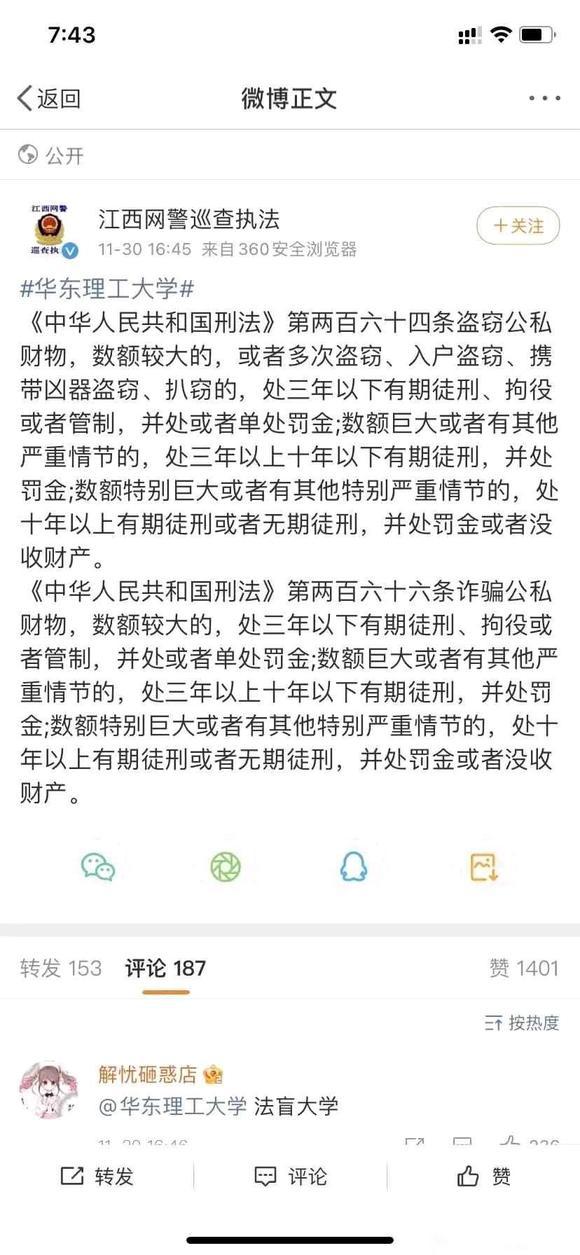 7:43
返回
微博正文
公开
江西网警
巡查执
江西网警巡查执法
11-30 16:45 来自360安全浏览器
+关注
#华东理工大学#
《中华人民共和国刑法》第两百六十四条盗窃公私
财物，数额较大的，或者多次盗窃、入户盗窃、携
带凶器盗窃、扒窃的，处三年以下有期徒刑、拘役
或者管制，并处或者单处罚金;数额巨大或者有其他
严重情节的，处三年以上十年以下有期徒刑，并处
罚金;数额特别巨大或者有其他特别严重情节的，处
十年以上有期徒刑或者无期徒刑，并处罚金或者没
收财产。
《中华人民共和国刑法》第两百六十六条诈骗公私
财物，数额较大的，处三年以下有期徒刑、拘役或
者管制，并处或者单处罚金;数额巨大或者有其他严
重情节的，处三年以上十年以下有期徒刑，并处罚
金;数额特别巨大或者有其他特别严重情节的，处十
年以上有期徒刑或者无期徒刑，并处罚金或者没收
财产。
转发 153 评论 187 赞 1401
按热度
解忧砸惑店
@华东理工大学 法盲大学
转发 评论 赞